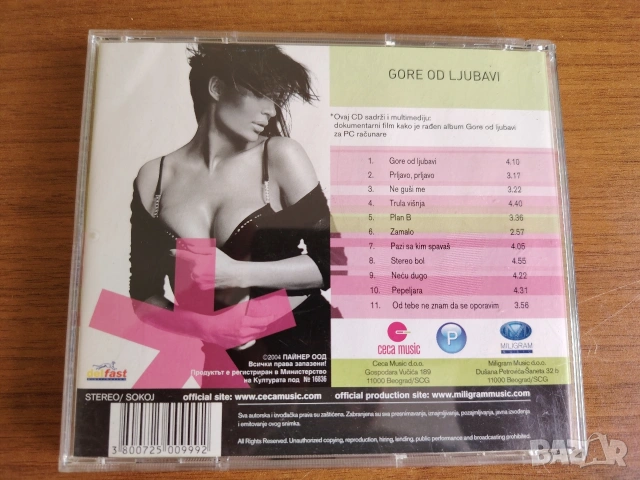 GORE OD LJUBAVI
*Ovaj CD sadrži i multimediju:
dokumentarni film kako je rađen album Gore od ljubavi
za PC računare
1. Gore od ljubavi 4.10
2. Prljavo, prljavo 3.17
3. Ne guši me 3.22
4. Trula višnja 4.40
5. Plan B 3.36
6. Zamalo 2.57
7. Pazi sa kim spavaš 4.05
8. Stereo bol 4.55
9. Neću dugo 4.22
10. Pepeljara 4.31
11. Od tebe ne znam da se oporavim 3.56
ceca music
P
MILIGRAM
MUSIC
Ceca Music d.o.o.
Gospodara Vučića 189
11000 Beograd/SCG
Miligram Music d.o.o.
Dušana Petrovića-Šaneta 32 b
11000 Beograd/SCG
©2004 ПАЙНЕР ООД
Всички права запазени!
Продуктът е регистриран в Министерство
на Културата под № 16836
delfast
STEREO/ SOKOJ
official site: www.cecamusic.com
official production site: www.miligrammusic.com
Sva autorska i izvođačka prava su zaštićena. Zabranjena su sva presnimavanja, iznajmljivanja, pozajmljivanja, javna izvođenja
i emitovanje ovog snimka.
All Rights Reserved. Unauthorized copying, reproduction, hiring, lending, public performance and broadcasting prohibited.
3 800725 009992
BAZAR